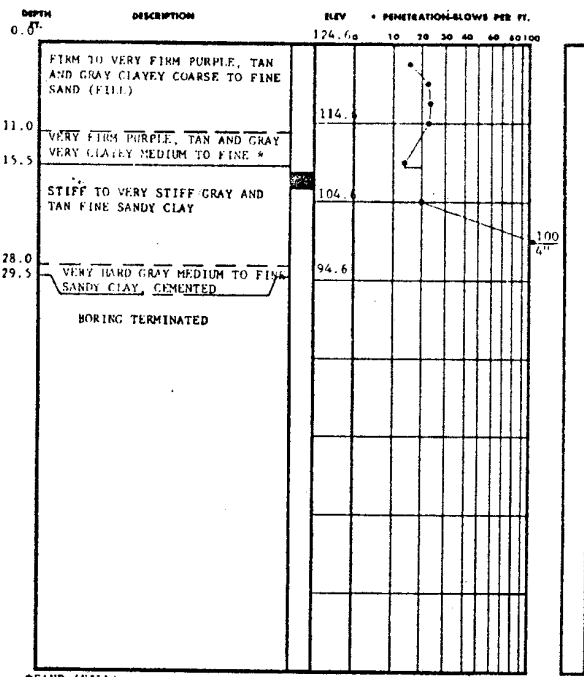 DEPTH FT. DESCRIPTION ELEV • PENETRATION-BLOWS PER FT.
0.0 124.6 0 10 20 30 40 60 80 100
FIRM TO VERY FIRM PURPLE, TAN
AND GRAY CLAYEY COARSE TO FINE
SAND (FILL)
114.6
11.0
VERY FIRM PURPLE, TAN AND GRAY
VERY CLAYEY MEDIUM TO FINE *
15.5
STIFF TO VERY STIFF GRAY AND
TAN FINE SANDY CLAY
104.6
100
4"
28.0
29.5 VERY HARD GRAY MEDIUM TO FINE 94.6
SANDY CLAY, CEMENTED
BORING TERMINATED